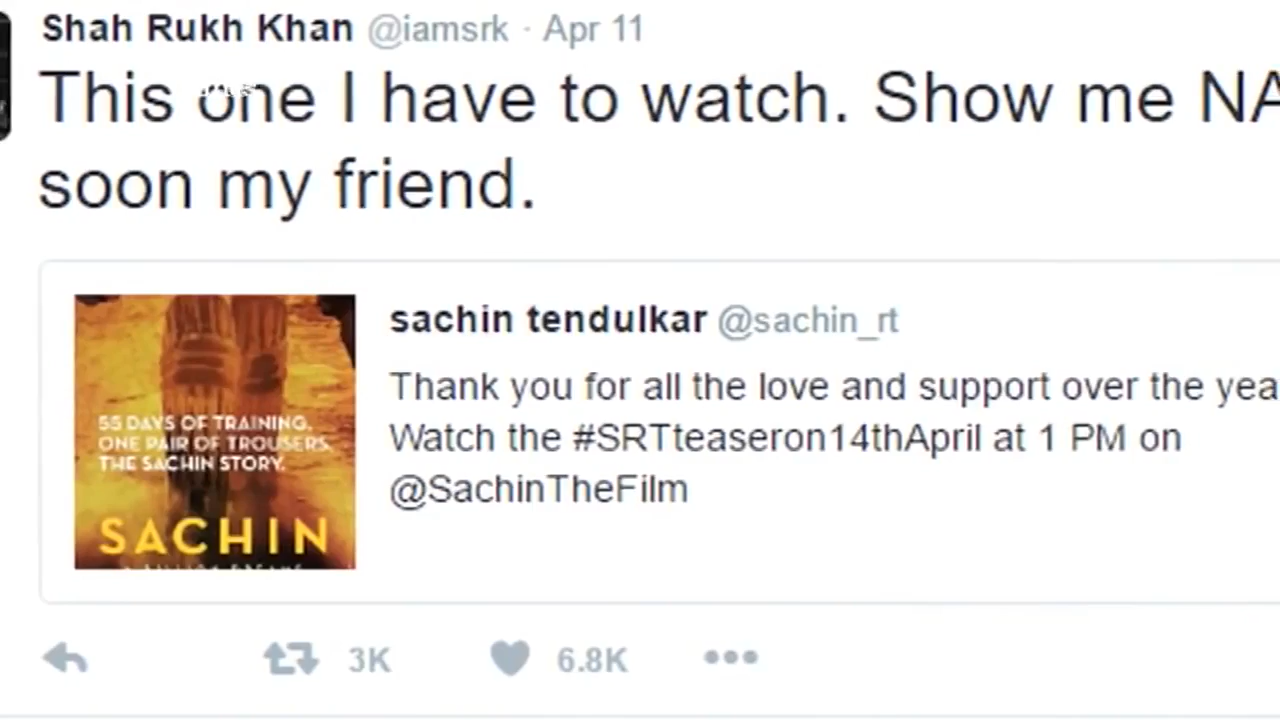 Shah Rukh Khan @iamsrk · Apr 11
This one I have to watch. Show me NA
soon my friend.
sachin tendulkar @sachin_rt
Thank you for all the love and support over the yea
Watch the #SRTteaseron14thApril at 1 PM on
@SachinTheFilm
55 DAYS OF TRAINING.
ONE PAIR OF TROUSERS.
THE SACHIN STORY.
SACHIN
3K 6.8K